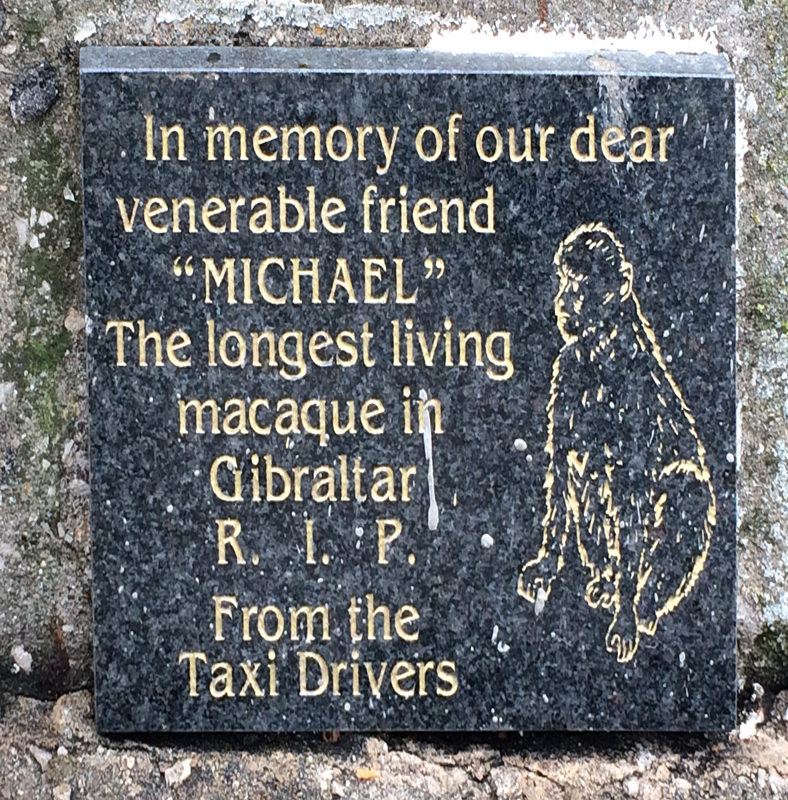 In memory of our dear
venerable friend
“MICHAEL”
The longest living
macaque in
Gibraltar
R. I. P.
From the
Taxi Drivers